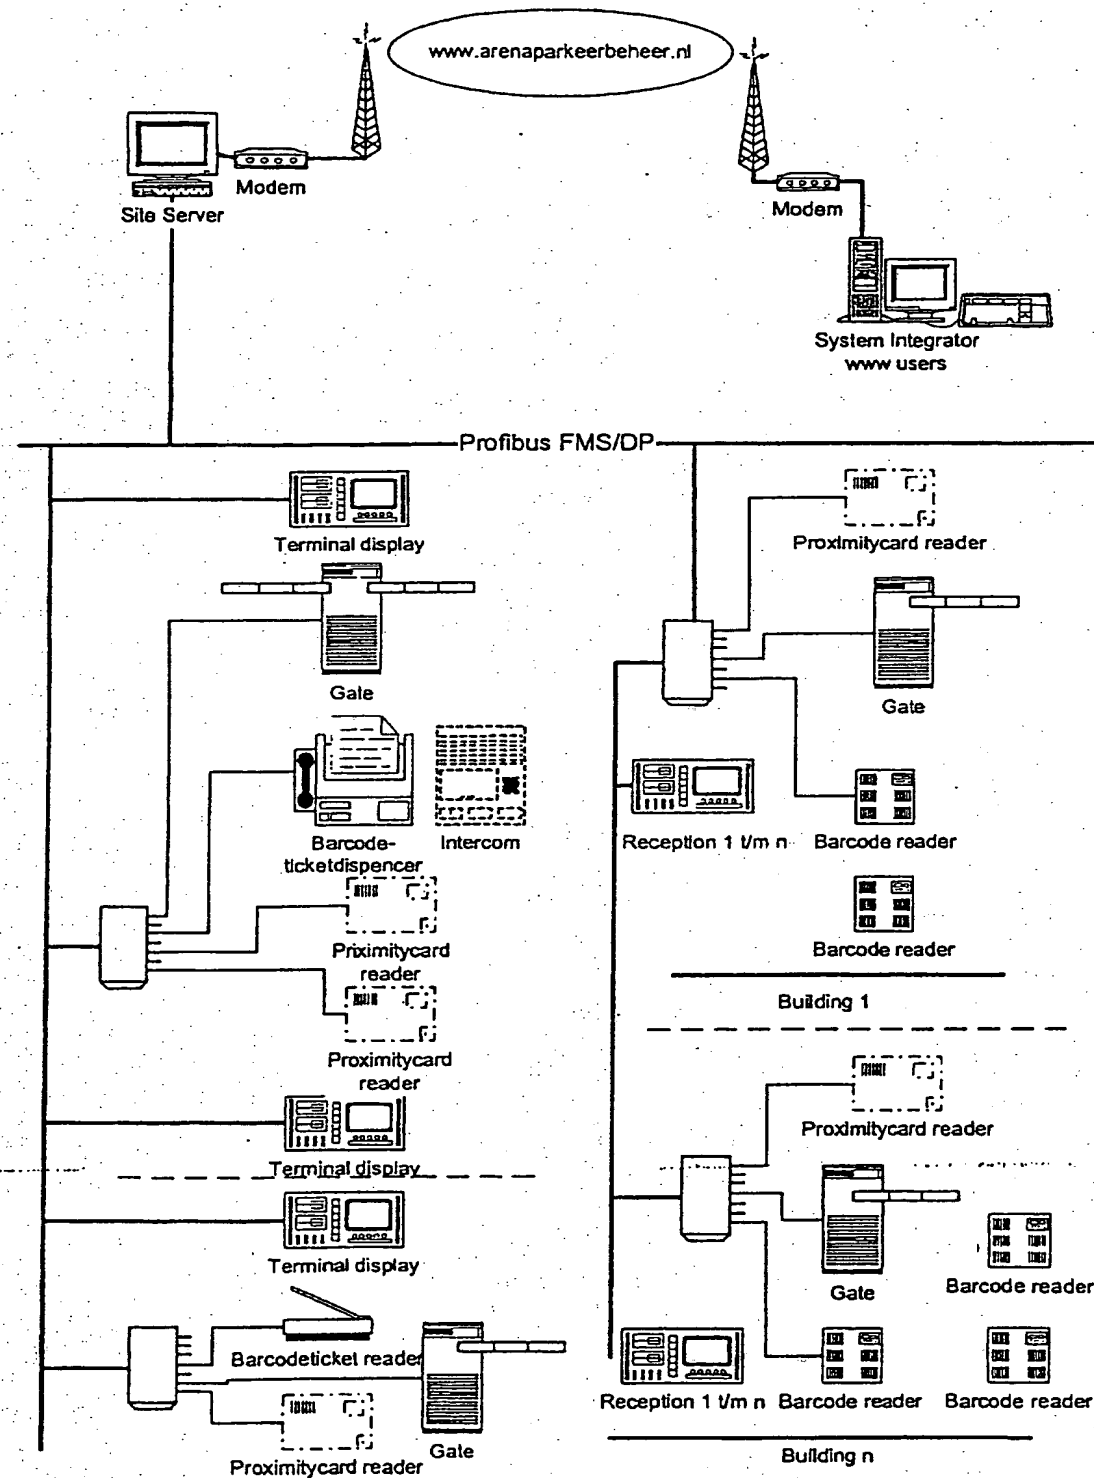 www.arenaparkeerbeheer.nl
Modem
Site Server
Modem
System Integrator
www users
Profibus FMS/DP
Terminal display
Gate
Barcode-
ticketdispencer
Intercom
Priximitycard
reader
Proximitycard
reader
Terminal display
Terminal display
Barcodeticket reader
Gate
Proximitycard reader
Proximitycard reader
Gate
Reception 1 t/m n
Barcode reader
Barcode reader
Building 1
Proximitycard reader
Gate
Barcode reader
Reception 1 t/m n
Barcode reader
Barcode reader
Building n